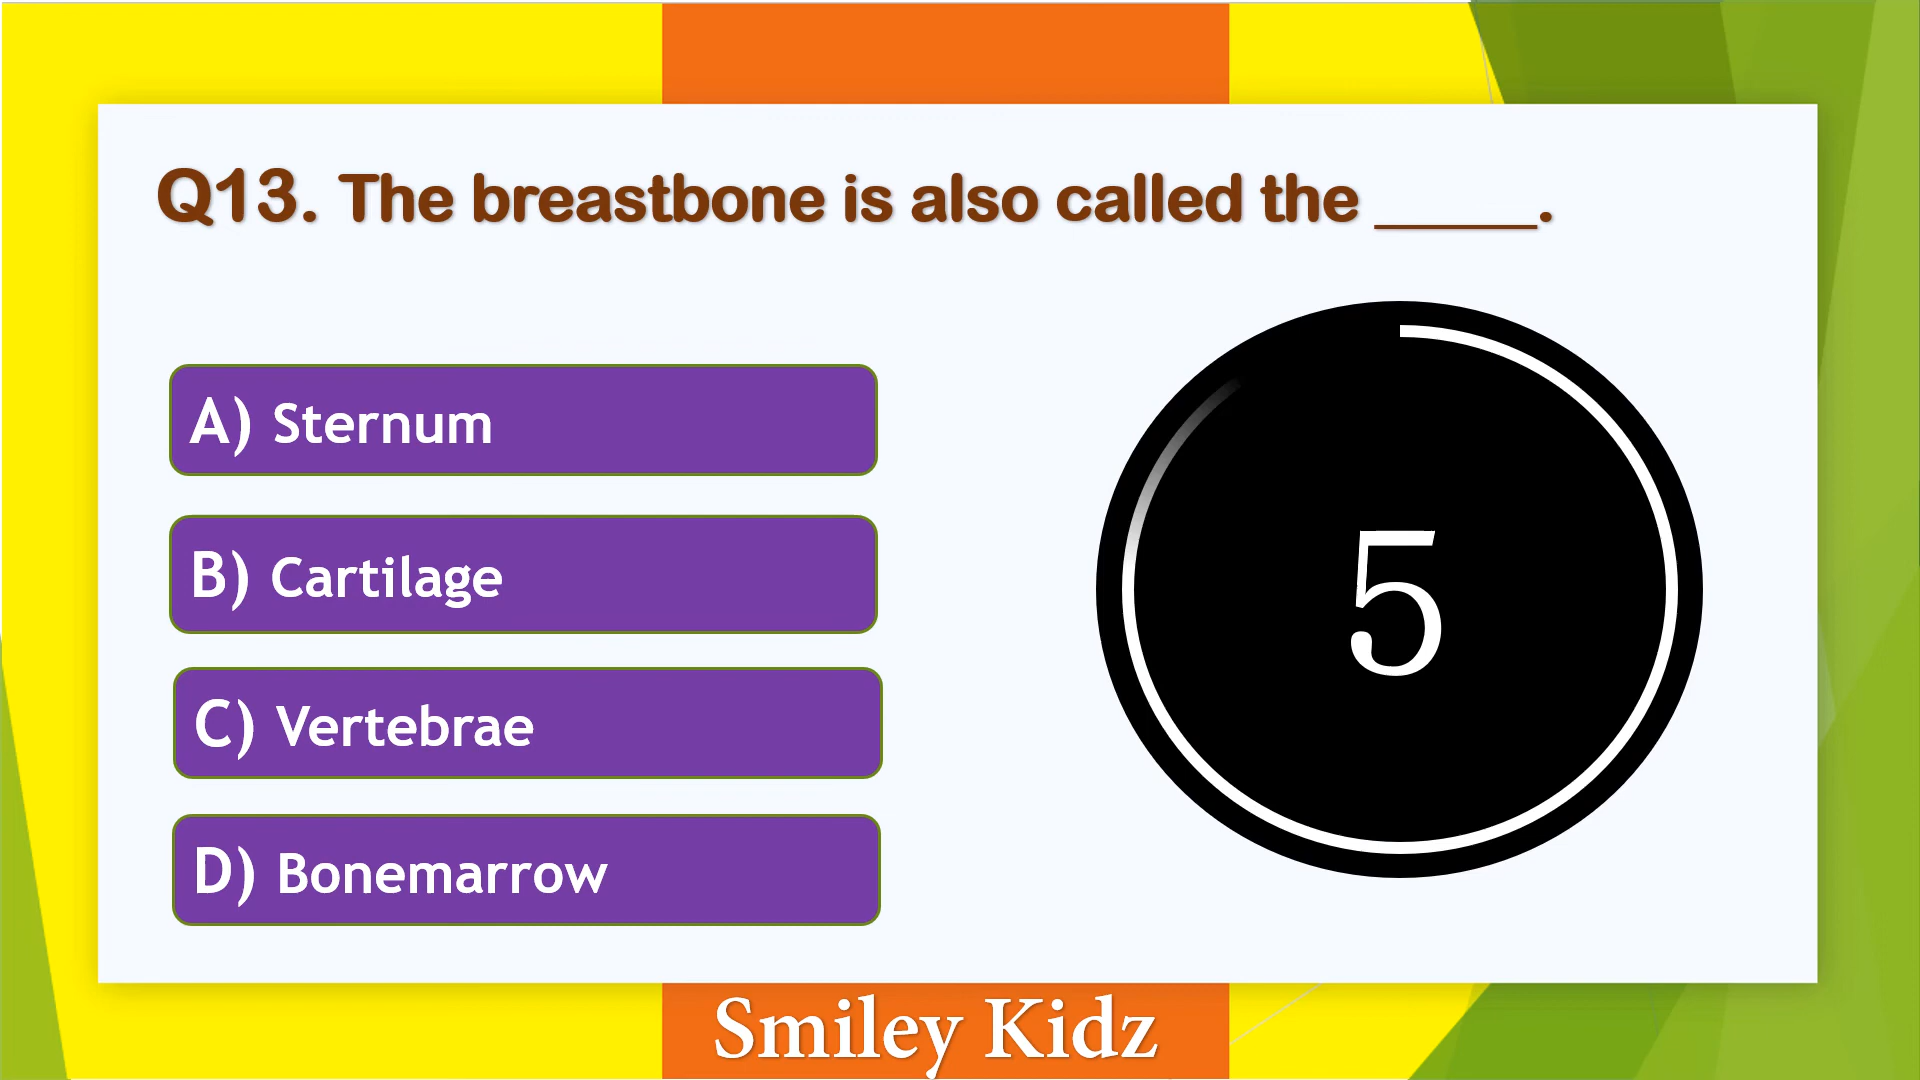 Q13. The breastbone is also called the _____.
A) Sternum
B) Cartilage
C) Vertebrae
D) Bonemarrow
5
Smiley Kidz